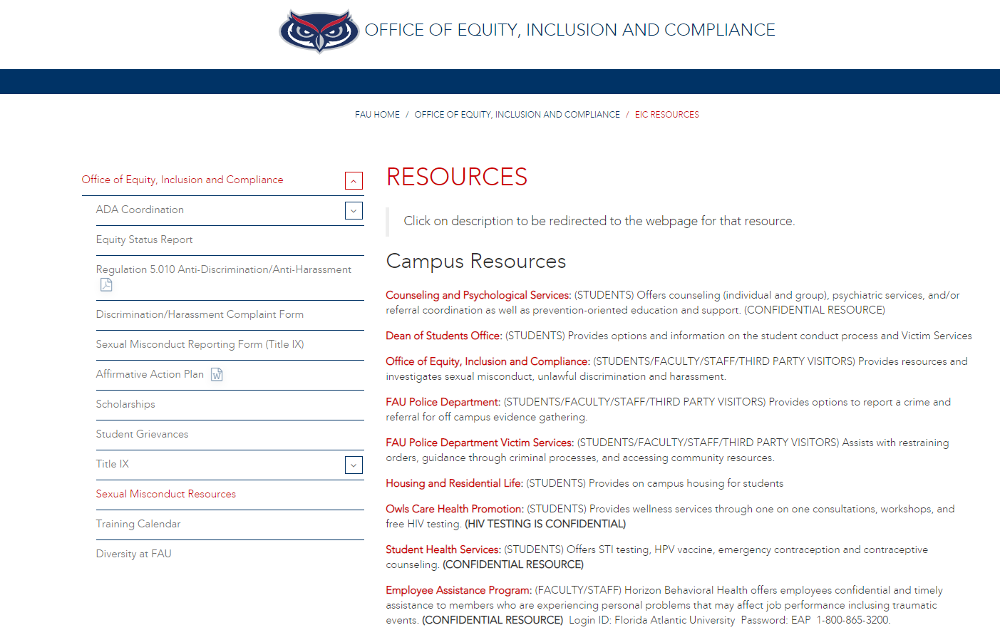 OFFICE OF EQUITY, INCLUSION AND COMPLIANCE
FAU HOME / OFFICE OF EQUITY, INCLUSION AND COMPLIANCE / EIC RESOURCES
Office of Equity, Inclusion and Compliance
ADA Coordination
Equity Status Report
Regulation 5.010 Anti-Discrimination/Anti-Harassment
Discrimination/Harassment Complaint Form
Sexual Misconduct Reporting Form (Title IX)
Affirmative Action Plan
Scholarships
Student Grievances
Title IX
Sexual Misconduct Resources
Training Calendar
Diversity at FAU
RESOURCES
Click on description to be redirected to the webpage for that resource.
Campus Resources
Counseling and Psychological Services: (STUDENTS) Offers counseling (individual and group), psychiatric services, and/or
referral coordination as well as prevention-oriented education and support. (CONFIDENTIAL RESOURCE)
Dean of Students Office: (STUDENTS) Provides options and information on the student conduct process and Victim Services
Office of Equity, Inclusion and Compliance: (STUDENTS/FACULTY/STAFF/THIRD PARTY VISITORS) Provides resources and
investigates sexual misconduct, unlawful discrimination and harassment.
FAU Police Department: (STUDENTS/FACULTY/STAFF/THIRD PARTY VISITORS) Provides options to report a crime and
referral for off campus evidence gathering.
FAU Police Department Victim Services: (STUDENTS/FACULTY/STAFF/THIRD PARTY VISITORS) Assists with restraining
orders, guidance through criminal processes, and accessing community resources.
Housing and Residential Life: (STUDENTS) Provides on campus housing for students
Owls Care Health Promotion: (STUDENTS) Provides wellness services through one on one consultations, workshops, and
free HIV testing. (HIV TESTING IS CONFIDENTIAL)
Student Health Services: (STUDENTS) Offers STI testing, HPV vaccine, emergency contraception and contraceptive
counseling. (CONFIDENTIAL RESOURCE)
Employee Assistance Program: (FACULTY/STAFF) Horizon Behavioral Health offers employees confidential and timely
assistance to members who are experiencing personal problems that may affect job performance inclusing traumatic
events. (CONFIDENTIAL RESOURCE) Login ID: Florida Atlantic University Password: EAP 1-800-865-3200.